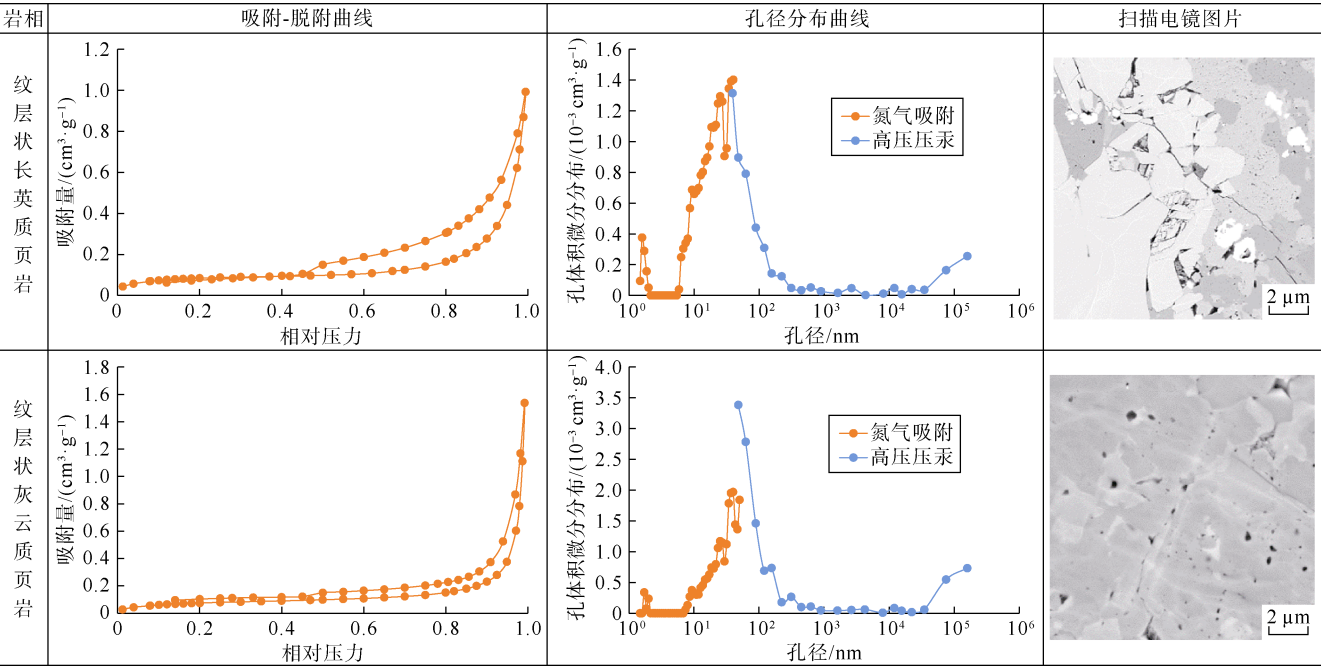 岩相
吸附-脱附曲线
孔径分布曲线
扫描电镜图片
纹层状长英质页岩
吸附量/(cm³·g⁻¹)
1.2
1.0
0.8
0.6
0.4
0.2
0
0 0.2 0.4 0.6 0.8 1.0
相对压力
孔体积微分分布/(10⁻³ cm³·g⁻¹)
1.6
1.4
1.2
1.0
0.8
0.6
0.4
0.2
0
10⁰ 10¹ 10² 10³ 10⁴ 10⁵ 10⁶
孔径/nm
氮气吸附
高压压汞
2 μm
纹层状灰云质页岩
吸附量/(cm³·g⁻¹)
1.8
1.6
1.4
1.2
1.0
0.8
0.6
0.4
0.2
0
0 0.2 0.4 0.6 0.8 1.0
相对压力
孔体积微分分布/(10⁻³ cm³·g⁻¹)
4.0
3.5
3.0
2.5
2.0
1.5
1.0
0.5
0
10⁰ 10¹ 10² 10³ 10⁴ 10⁵ 10⁶
孔径/nm
氮气吸附
高压压汞
2 μm